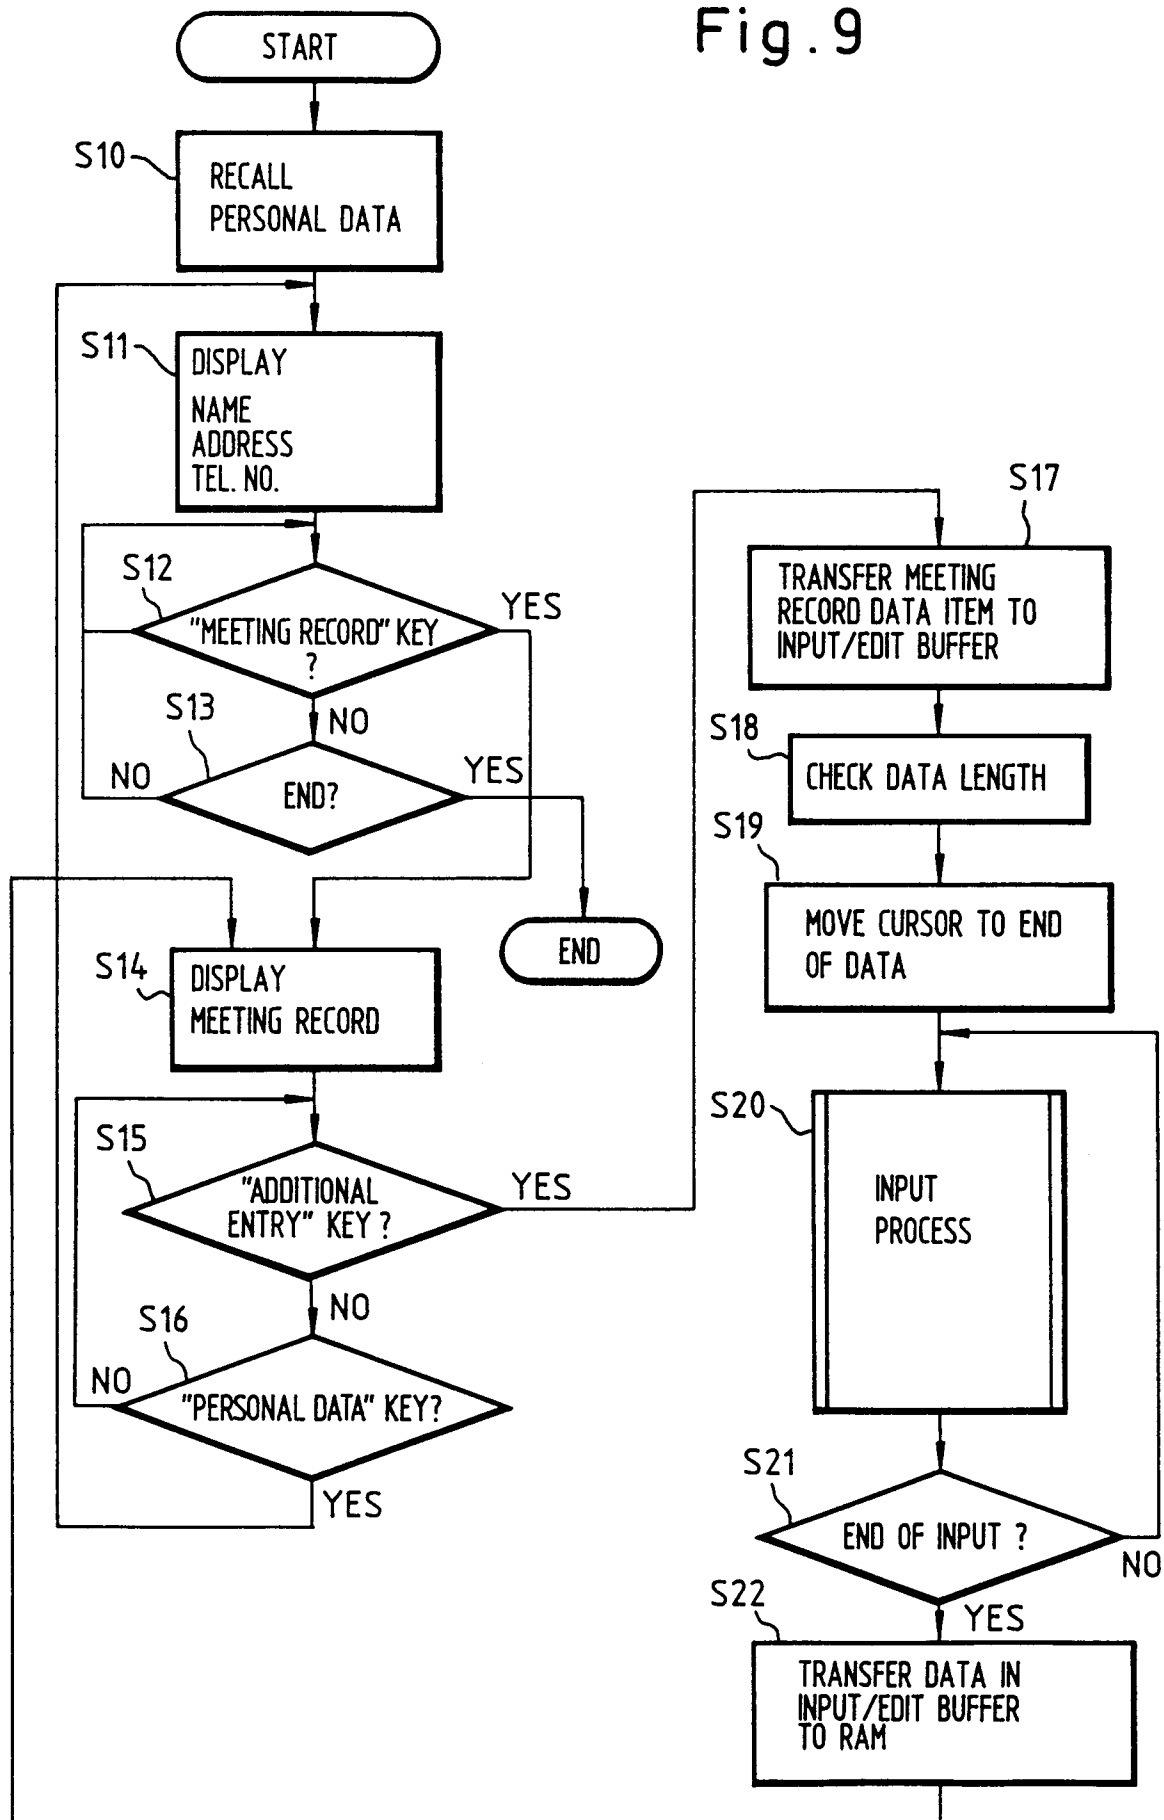 Fig. 9
START
S10
RECALL
PERSONAL DATA
S11
DISPLAY
NAME
ADDRESS
TEL. NO.
S12
"MEETING RECORD" KEY
?
YES
NO
S13
END?
NO
YES
END
S14
DISPLAY
MEETING RECORD
S15
"ADDITIONAL
ENTRY" KEY ?
YES
NO
S16
"PERSONAL DATA" KEY?
NO
YES
S17
TRANSFER MEETING
RECORD DATA ITEM TO
INPUT/EDIT BUFFER
S18
CHECK DATA LENGTH
S19
MOVE CURSOR TO END
OF DATA
S20
INPUT
PROCESS
S21
END OF INPUT ?
NO
YES
S22
TRANSFER DATA IN
INPUT/EDIT BUFFER
TO RAM